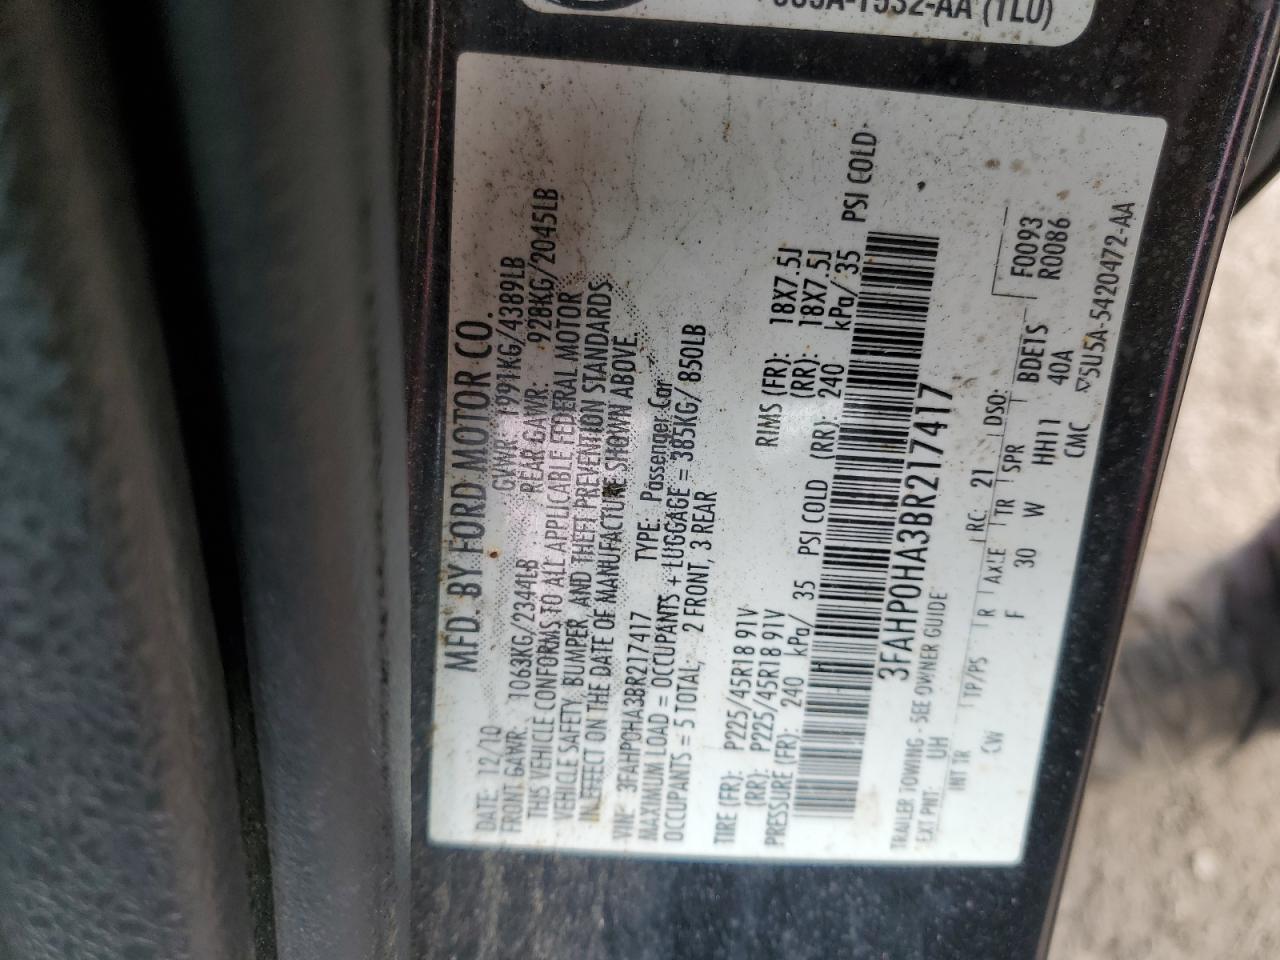 MFD. BY FORD MOTOR CO.
DATE: 12/10 GVWR: 1991KG/4389LB
FRONT GAWR: 1063KG/2344LB REAR GAWR: 928KG/2045LB
THIS VEHICLE CONFORMS TO ALL APPLICABLE FEDERAL MOTOR
VEHICLE SAFETY, BUMPER, AND THEFT PREVENTION STANDARDS
IN EFFECT ON THE DATE OF MANUFACTURE SHOWN ABOVE.
VIN: 3FAHP0HA3BR217417 TYPE: Passenger Car
MAXIMUM LOAD = OCCUPANTS + LUGGAGE = 385KG/ 850LB
OCCUPANTS = 5 TOTAL, 2 FRONT, 3 REAR
TIRE (FR): P225/45R18 91V RIMS (FR): 18X7.5J
(RR): P225/45R18 91V (RR): 18X7.5J
PRESSURE (FR): 240 kPa/ 35 PSI COLD (RR): 240 kPa/ 35 PSI COLD
3FAHP0HA3BR217417
TRAILER TOWING - SEE OWNER GUIDE
EXT PNT: UH RC: 21 DSO: F0093
INT TR TP/PS R AXLE TR SPR R0086
CW F 30 W HH11 BDE1S
CMC 40A
▽5U5A-5420472-AA